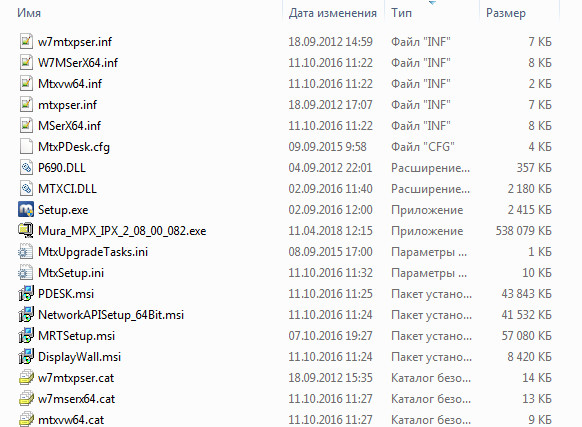 Имя Дата изменения Тип Размер
w7mtxpser.inf 18.09.2012 14:59 Файл "INF" 7 КБ
W7MSerX64.inf 11.10.2016 11:22 Файл "INF" 8 КБ
Mtxvw64.inf 11.10.2016 11:22 Файл "INF" 2 КБ
mtxpser.inf 18.09.2012 17:07 Файл "INF" 7 КБ
MSerX64.inf 11.10.2016 11:22 Файл "INF" 8 КБ
MtxPDesk.cfg 09.09.2015 9:58 Файл "CFG" 4 КБ
P690.DLL 04.09.2012 22:01 Расширение... 357 КБ
MTXCI.DLL 02.09.2016 11:40 Расширение... 2 180 КБ
Setup.exe 02.09.2016 12:00 Приложение 2 415 КБ
Mura_MPX_IPX_2_08_00_082.exe 11.04.2018 12:15 Приложение 538 079 КБ
MtxUpgradeTasks.ini 08.09.2015 17:00 Параметры ... 1 КБ
MtxSetup.ini 11.10.2016 11:32 Параметры ... 10 КБ
PDESK.msi 11.10.2016 11:25 Пакет устано... 43 843 КБ
NetworkAPISetup_64Bit.msi 11.10.2016 11:24 Пакет устано... 41 532 КБ
MRTSetup.msi 07.10.2016 19:27 Пакет устано... 57 080 КБ
DisplayWall.msi 11.10.2016 11:24 Пакет устано... 8 420 КБ
w7mtxpser.cat 18.09.2012 15:35 Каталог безо... 14 КБ
w7mserx64.cat 11.10.2016 11:27 Каталог безо... 13 КБ
mtxvw64.cat 11.10.2016 11:27 Каталог безо... 9 КБ